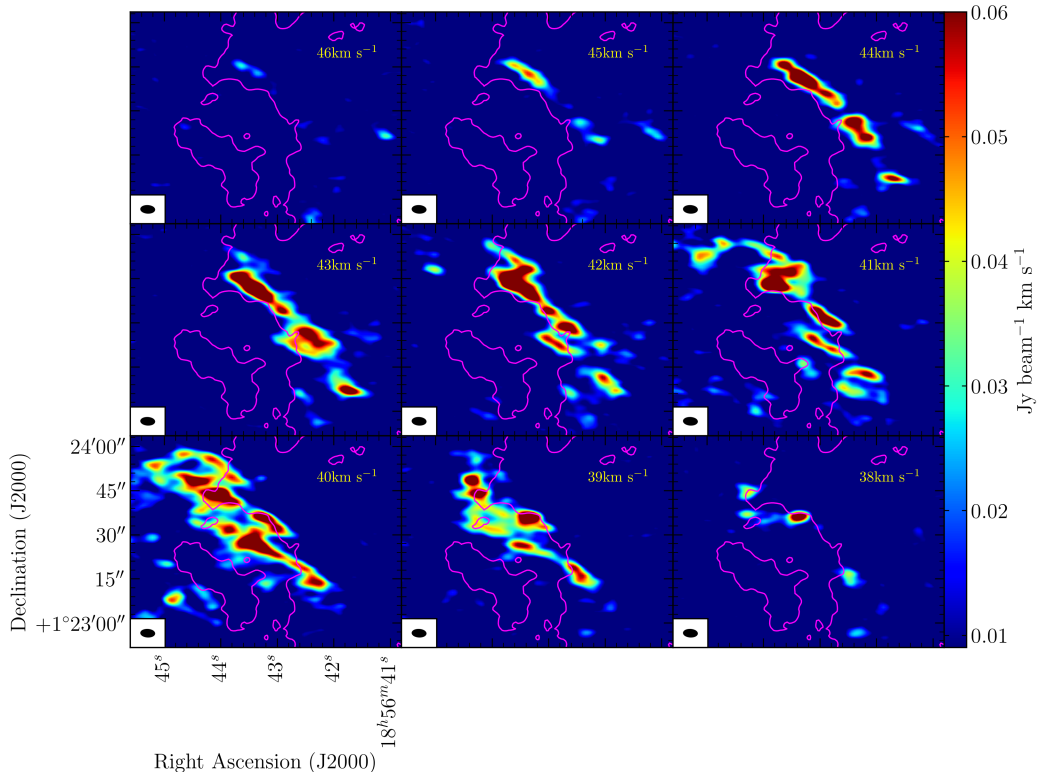 46km s⁻¹
45km s⁻¹
44km s⁻¹
43km s⁻¹
42km s⁻¹
41km s⁻¹
40km s⁻¹
39km s⁻¹
38km s⁻¹
0.06
0.05
0.04
0.03
0.02
0.01
Jy beam⁻¹ km s⁻¹
24′00″
45″
30″
15″
+1°23′00″
Declination (J2000)
45ˢ
44ˢ
43ˢ
42ˢ
18ʰ56ᵐ41ˢ
Right Ascension (J2000)